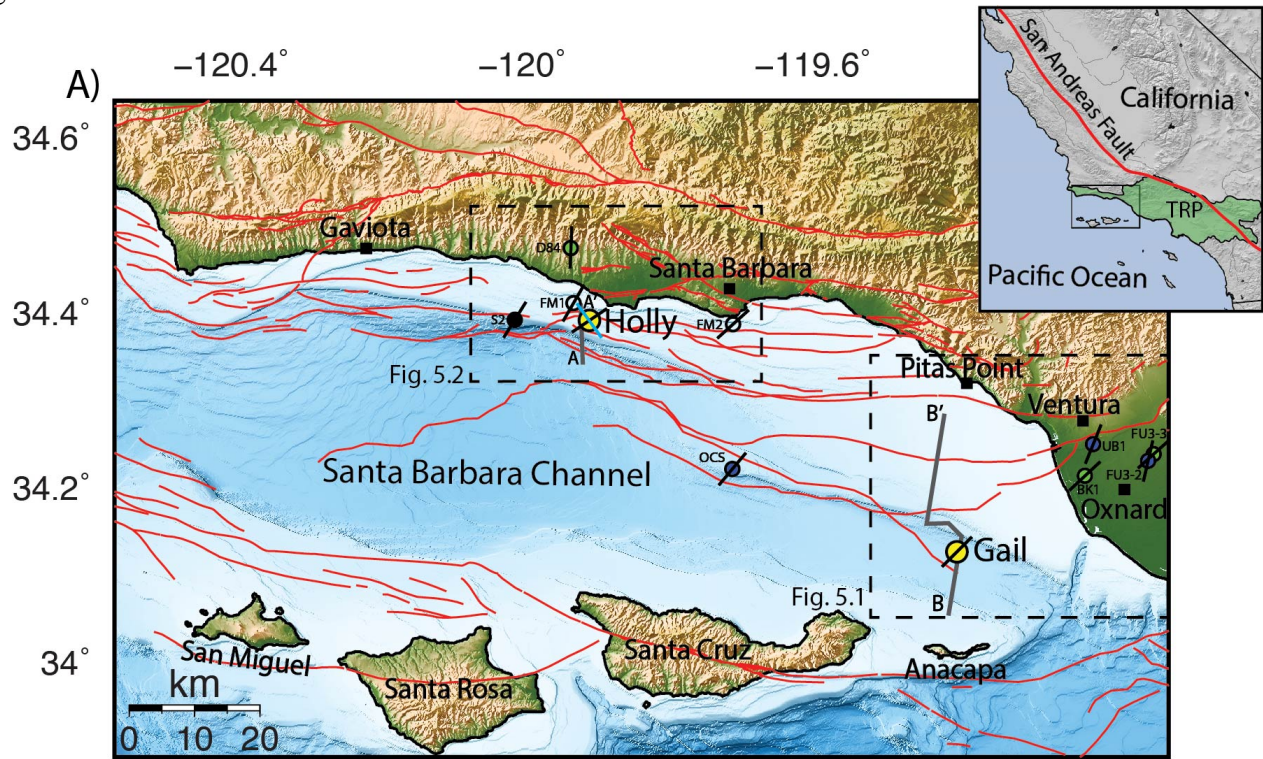 A)
−120.4˚
−120˚
−119.6˚
34.6˚
34.4˚
34.2˚
34˚
San Andreas Fault
California
TRP
Pacific Ocean
Gaviota
D84
Santa Barbara
FM1
A'
S2
Holly
FM2
A
Fig. 5.2
Pitas Point
B'
Ventura
FU3-3
UB1
OCS
Santa Barbara Channel
FU3-2
BK1
Oxnard
Gail
Fig. 5.1
B
San Miguel
Santa Cruz
Anacapa
Santa Rosa
km
0 10 20